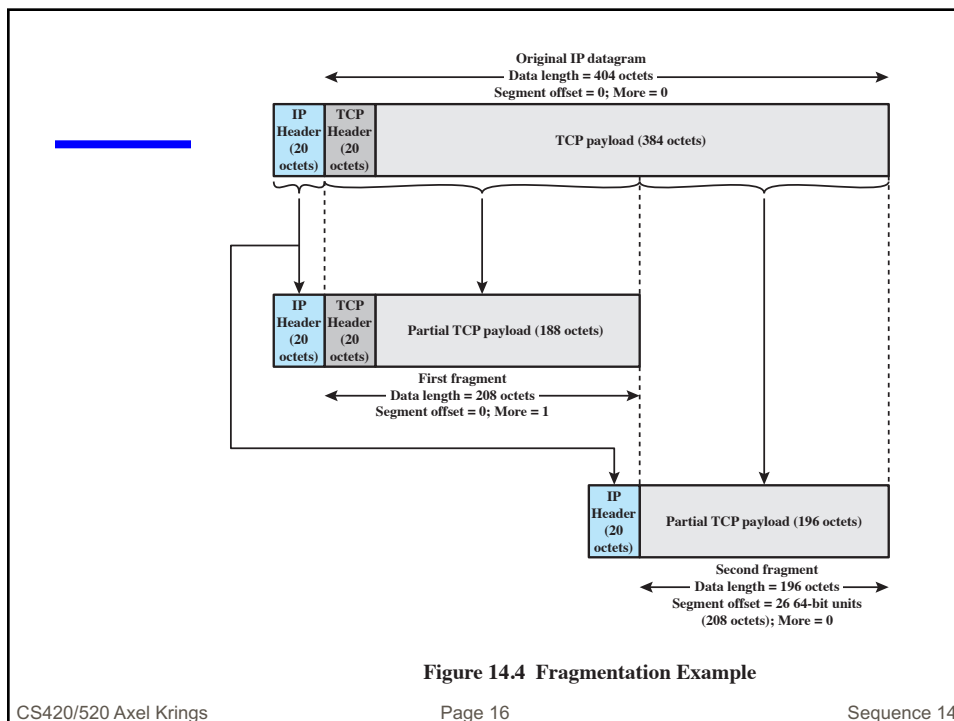 Original IP datagram
Data length = 404 octets
Segment offset = 0; More = 0
IP
Header
(20
octets)
TCP
Header
(20
octets)
TCP payload (384 octets)
IP
Header
(20
octets)
TCP
Header
(20
octets)
Partial TCP payload (188 octets)
First fragment
Data length = 208 octets
Segment offset = 0; More = 1
IP
Header
(20
octets)
Partial TCP payload (196 octets)
Second fragment
Data length = 196 octets
Segment offset = 26 64-bit units
(208 octets); More = 0
Figure 14.4 Fragmentation Example
CS420/520 Axel Krings
Page 16
Sequence 14